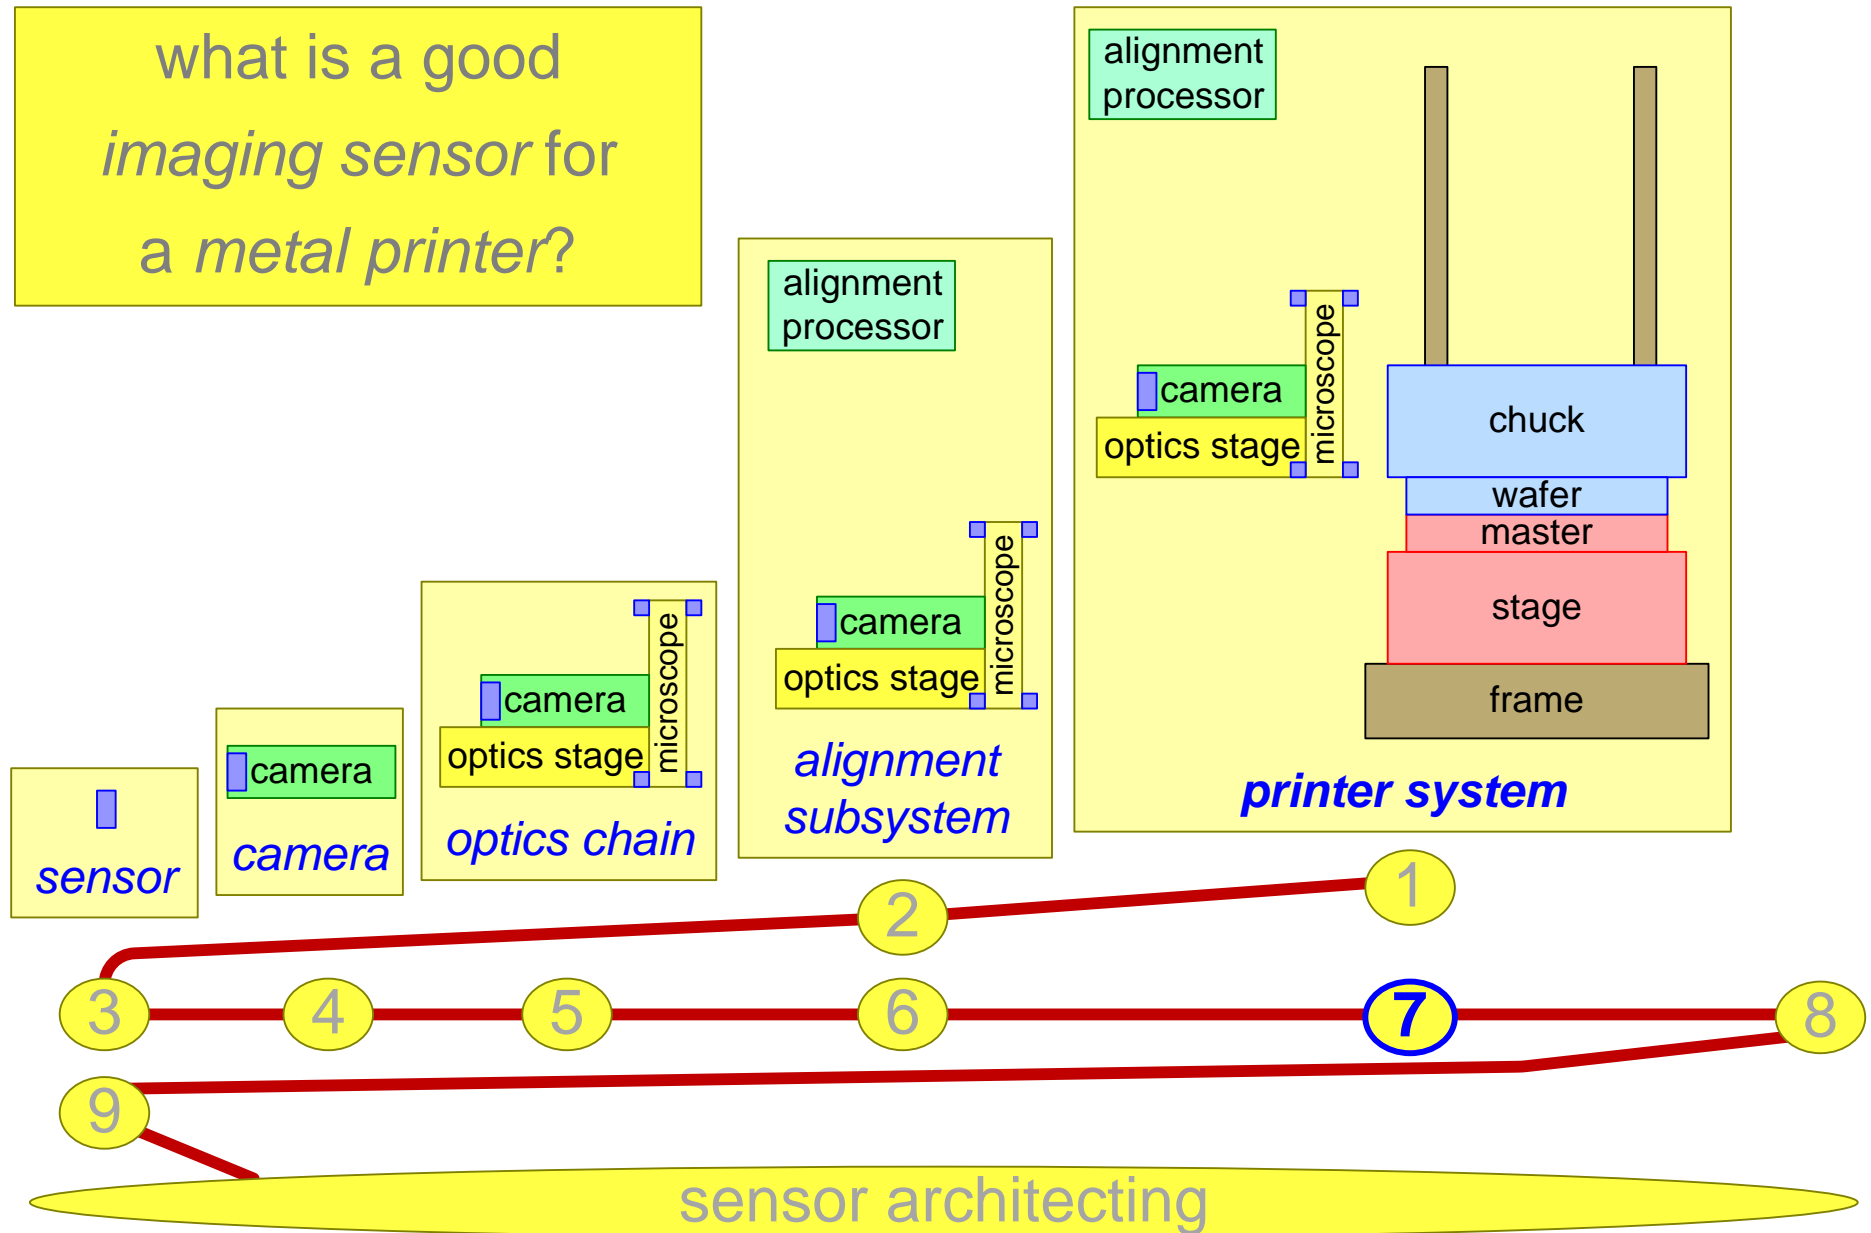 what is a good
imaging sensor for
a metal printer?
alignment
processor
microscope
camera
optics stage
chuck
wafer
master
stage
frame
printer system
alignment
processor
microscope
camera
optics stage
alignment
subsystem
microscope
camera
optics stage
optics chain
camera
camera
sensor
1
2
3
4
5
6
7
8
9
sensor architecting